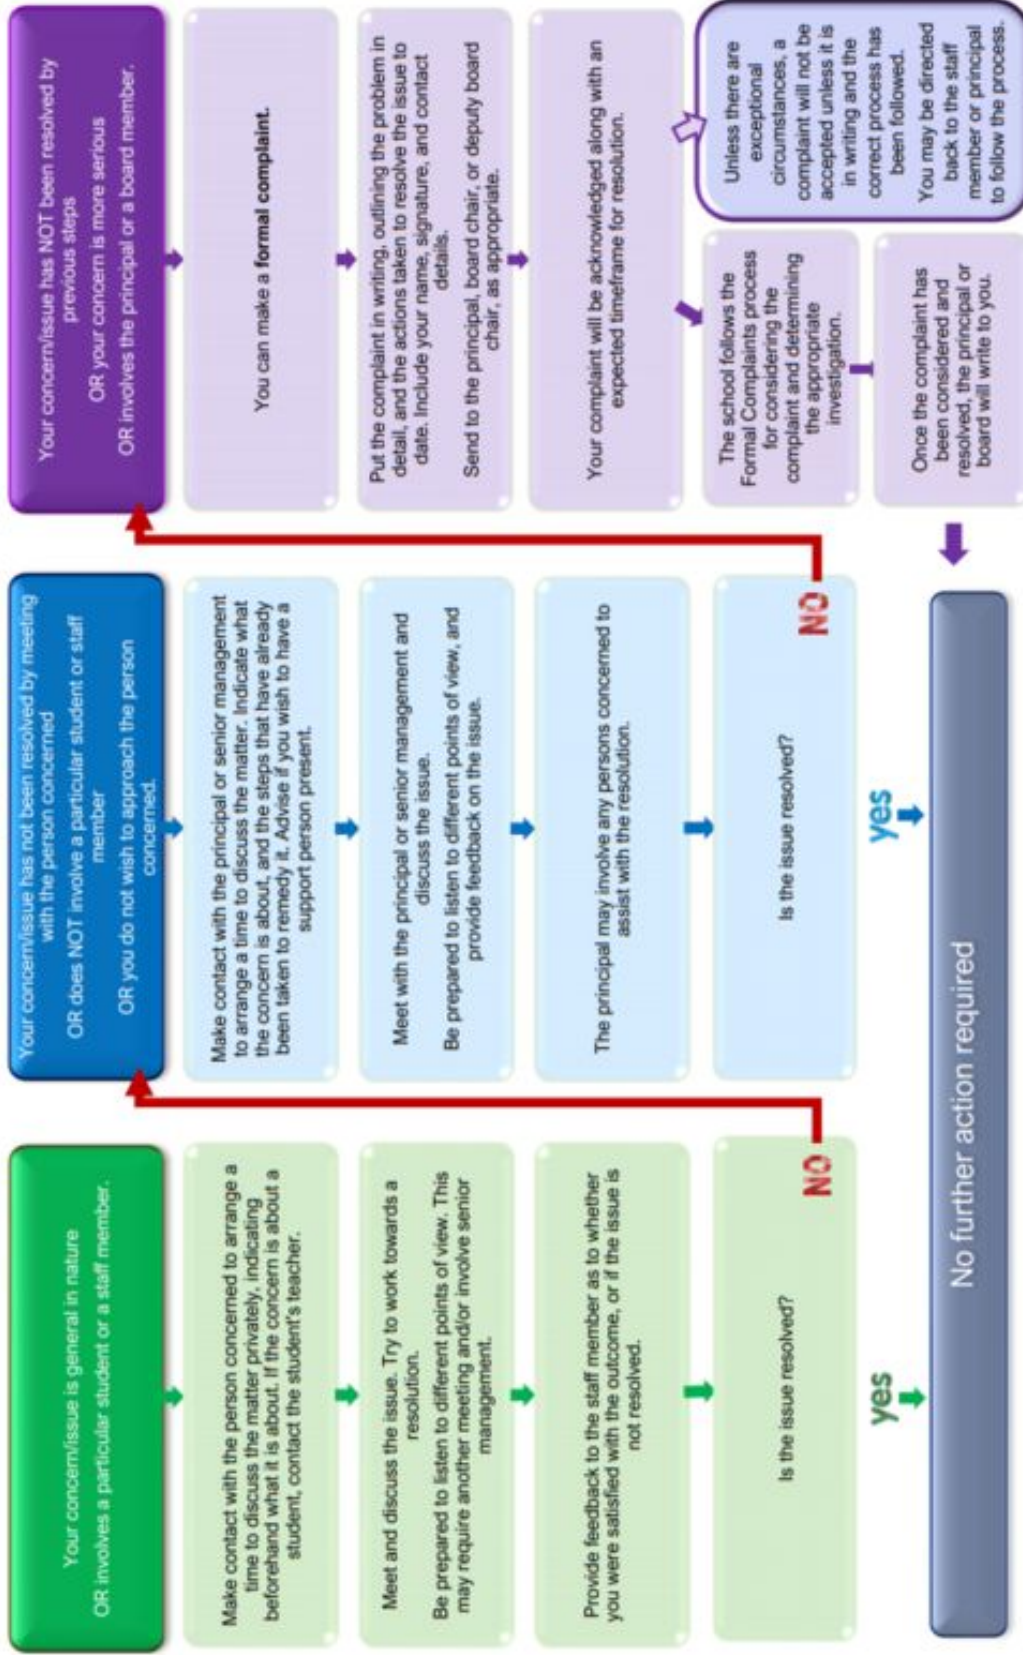 Your concern/issue is general in nature
OR involves a particular student or a staff member.
Make contact with the person concerned to arrange a
time to discuss the matter privately, indicating
beforehand what it is about. If the concern is about a
student, contact the student's teacher.
Meet and discuss the issue. Try to work towards a
resolution.
Be prepared to listen to different points of view. This
may require another meeting and/or involve senior
management.
Provide feedback to the staff member as to whether
you were satisfied with the outcome, or if the issue is
not resolved.
Is the issue resolved?
NO
yes
Your concern/issue has not been resolved by meeting
with the person concerned
OR does NOT involve a particular student or staff
member
OR you do not wish to approach the person
concerned.
Make contact with the principal or senior management
to arrange a time to discuss the matter. Indicate what
the concern is about, and the steps that have already
been taken to remedy it. Advise if you wish to have a
support person present.
Meet with the principal or senior management and
discuss the issue.
Be prepared to listen to different points of view, and
provide feedback on the issue.
The principal may involve any persons concerned to
assist with the resolution.
Is the issue resolved?
NO
yes
Your concern/issue has NOT been resolved by
previous steps
OR your concern is more serious
OR involves the principal or a board member.
You can make a formal complaint.
Put the complaint in writing, outlining the problem in
detail, and the actions taken to resolve the issue to
date. Include your name, signature, and contact
details.
Send to the principal, board chair, or deputy board
chair, as appropriate.
Your complaint will be acknowledged along with an
expected timeframe for resolution.
The school follows the
Formal Complaints process
for considering the
complaint and determining
the appropriate
investigation.
Once the complaint has
been considered and
resolved, the principal or
board will write to you.
Unless there are
exceptional
circumstances, a
complaint will not be
accepted unless it is
in writing and the
correct process has
been followed.
You may be directed
back to the staff
member or principal
to follow the process.
No further action required